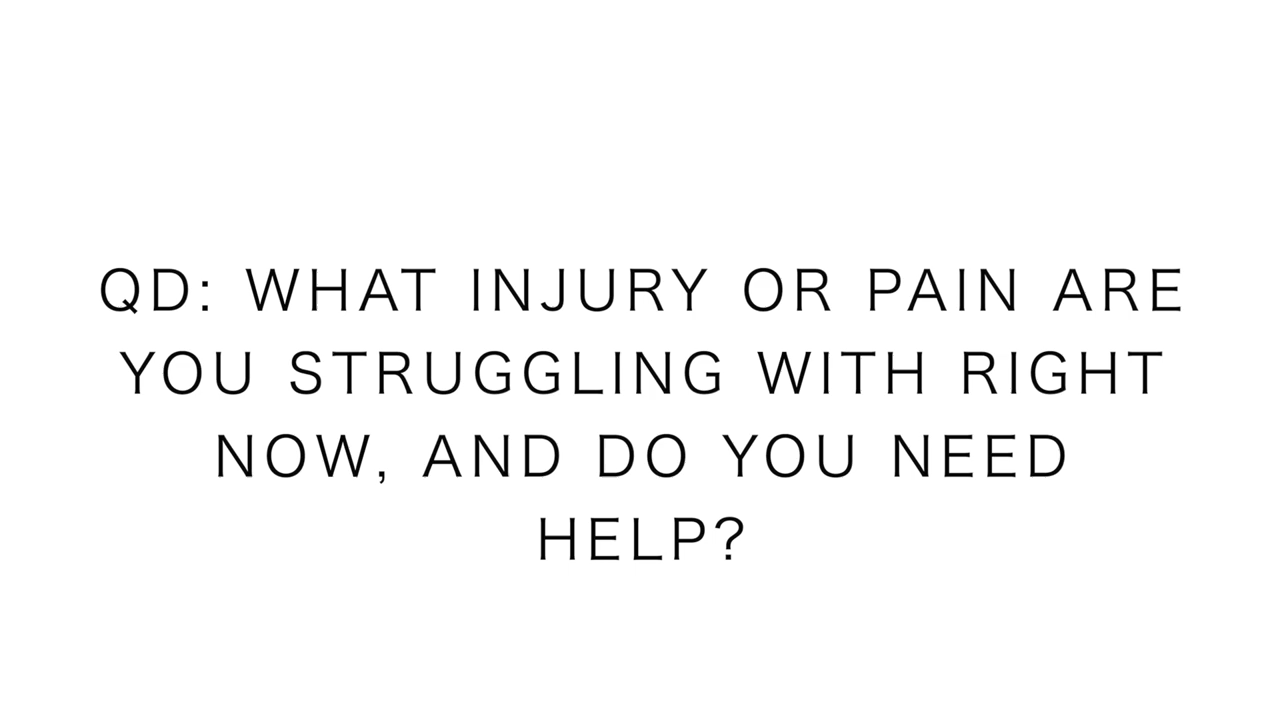 QD: WHAT INJURY OR PAIN ARE
YOU STRUGGLING WITH RIGHT
NOW, AND DO YOU NEED
HELP?